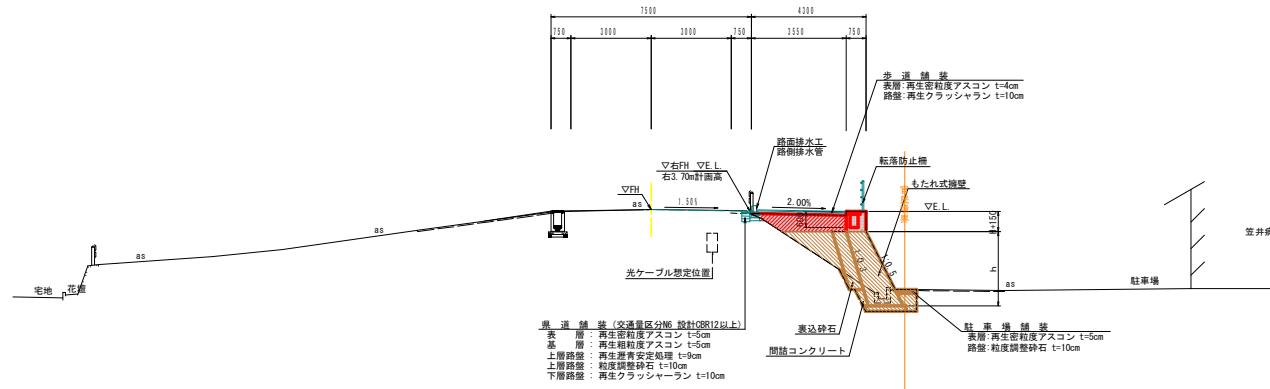 7500
4300
750
3000
3000
750
3550
750
歩 道 舗 装
表層:再生密粒度アスコン t=4cm
路盤:再生クラッシャラン t=10cm
路面排水工
路側排水管
▽右FH ▽E.L.
右3.70m計画高
転落防止柵
もたれ式擁壁
▽FH
as
1.50%
2.00%
▽E.L.
H+150
500
笠井病
as
as
光ケーブル想定位置
1:0.3
1:0.5
h
as
駐車場
宅地
花壇
県 道 舗 装 (交通量区分N6 設計CBR12以上)
表 層 : 再生密粒度アスコン t=5cm
基 層 : 再生粗粒度アスコン t=5cm
上層路盤 : 再生瀝青安定処理 t=9cm
上層路盤 : 粒度調整砕石 t=10cm
下層路盤 : 再生クラッシャーラン t=10cm
裏込砕石
間詰コンクリート
駐 車 場 舗 装
表層:再生密粒度アスコン t=5cm
路盤:粒度調整砕石 t=10cm